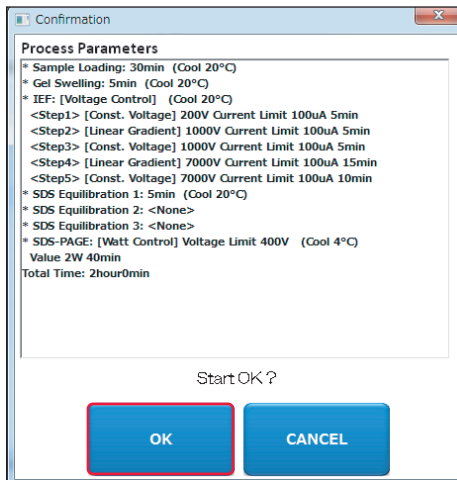 Confirmation
Process Parameters
* Sample Loading: 30min (Cool 20°C)
* Gel Swelling: 5min (Cool 20°C)
* IEF: [Voltage Control] (Cool 20°C)
<Step1> [Const. Voltage] 200V Current Limit 100uA 5min
<Step2> [Linear Gradient] 1000V Current Limit 100uA 5min
<Step3> [Const. Voltage] 1000V Current Limit 100uA 5min
<Step4> [Linear Gradient] 7000V Current Limit 100uA 15min
<Step5> [Const. Voltage] 7000V Current Limit 100uA 10min
* SDS Equilibration 1: 5min (Cool 20°C)
* SDS Equilibration 2: <None>
* SDS Equilibration 3: <None>
* SDS-PAGE: [Watt Control] Voltage Limit 400V (Cool 4°C)
Value 2W 40min
Total Time: 2hour0min
Start OK ?
OK CANCEL